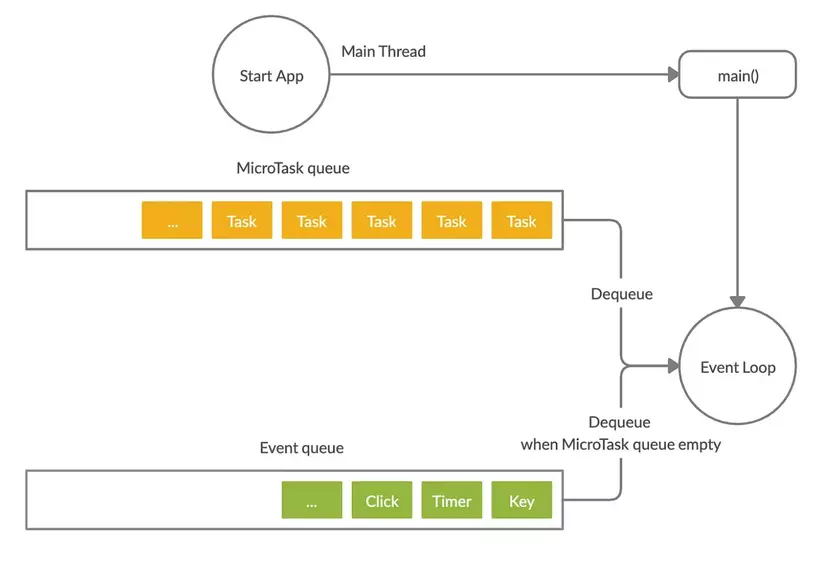 Main Thread
Start App
main()
MicroTask queue
... Task Task Task Task Task
Dequeue
Event Loop
Dequeue
when MicroTask queue empty
Event queue
... Click Timer Key